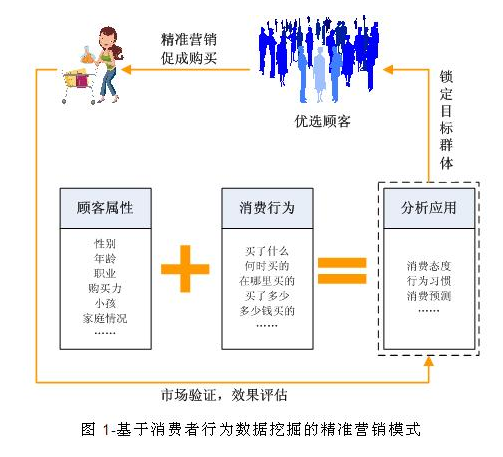 精准营销
促成购买
优选顾客
锁定目标群体
顾客属性
性别
年龄
职业
购买力
小孩
家庭情况
……
消费行为
买了什么
何时买的
在哪里买的
买了多少
多少钱买的
……
分析应用
消费态度
行为习惯
消费预测
……
市场验证，效果评估
图 1-基于消费者行为数据挖掘的精准营销模式